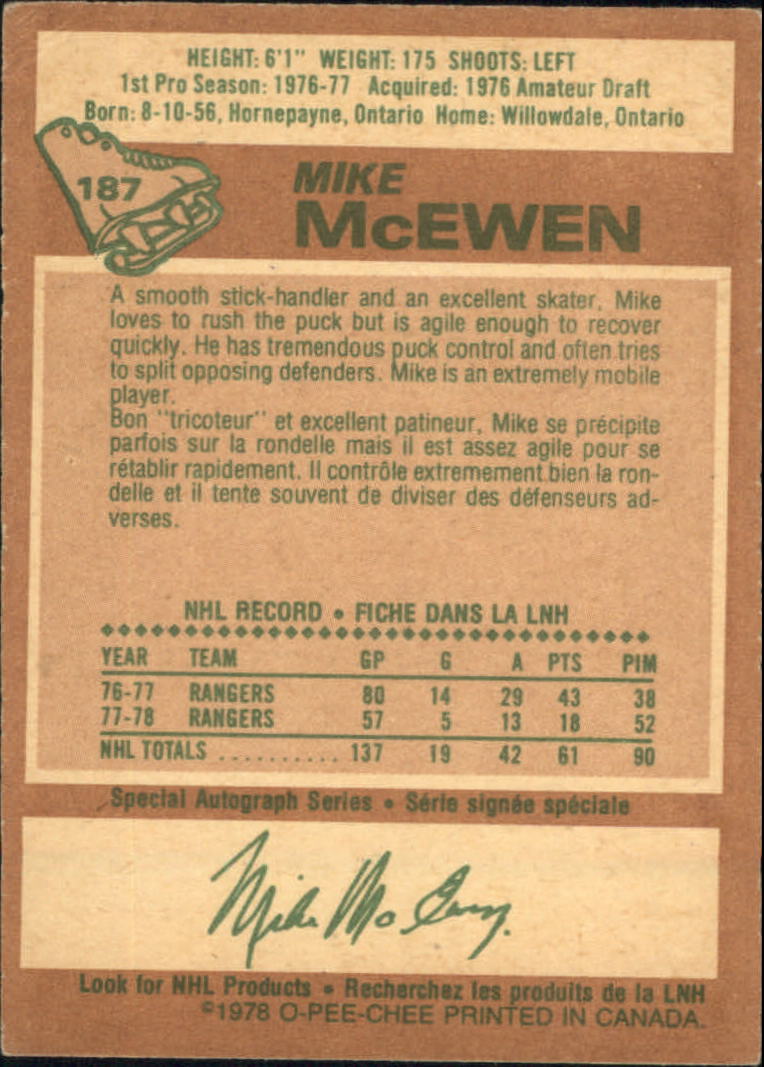 HEIGHT: 6'1" WEIGHT: 175 SHOOTS: LEFT
1st Pro Season: 1976-77 Acquired: 1976 Amateur Draft
Born: 8-10-56, Hornepayne, Ontario Home: Willowdale, Ontario
187
MIKE
McEWEN
A smooth stick-handler and an excellent skater, Mike
loves to rush the puck but is agile enough to recover
quickly. He has tremendous puck control and often tries
to split opposing defenders. Mike is an extremely mobile
player.
Bon "tricoteur" et excellent patineur, Mike se précipite
parfois sur la rondelle mais il est assez agile pour se
rétablir rapidement. Il contrôle extremement bien la ron-
delle et il tente souvent de diviser des défenseurs ad-
verses.
NHL RECORD • FICHE DANS LA LNH
YEAR TEAM GP G A PTS PIM
76-77 RANGERS 80 14 29 43 38
77-78 RANGERS 57 5 13 18 52
NHL TOTALS .......... 137 19 42 61 90
Special Autograph Series • Série signée spéciale
Mike McEwen
Look for NHL Products • Recherchez les produits de la LNH
©1978 O-PEE-CHEE PRINTED IN CANADA.